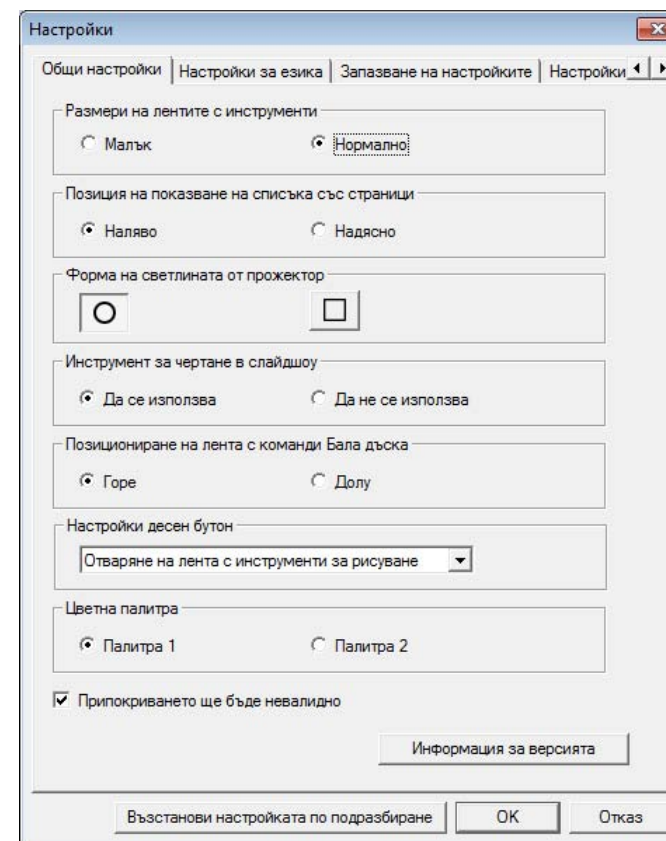 Настройки
Общи настройки Настройки за езика Запазване на настройките Настройки
Размери на лентите с инструменти
Малък Нормално
Позиция на показване на списъка със страници
Наляво Надясно
Форма на светлината от прожектор
Инструмент за чертане в слайдшоу
Да се използва Да не се използва
Позициониране на лента с команди Бала дъска
Горе Долу
Настройки десен бутон
Отваряне на лента с инструменти за рисуване
Цветна палитра
Палитра 1 Палитра 2
Припокриването ще бъде невалидно
Информация за версията
Възстанови настройката по подразбиране OK Отказ